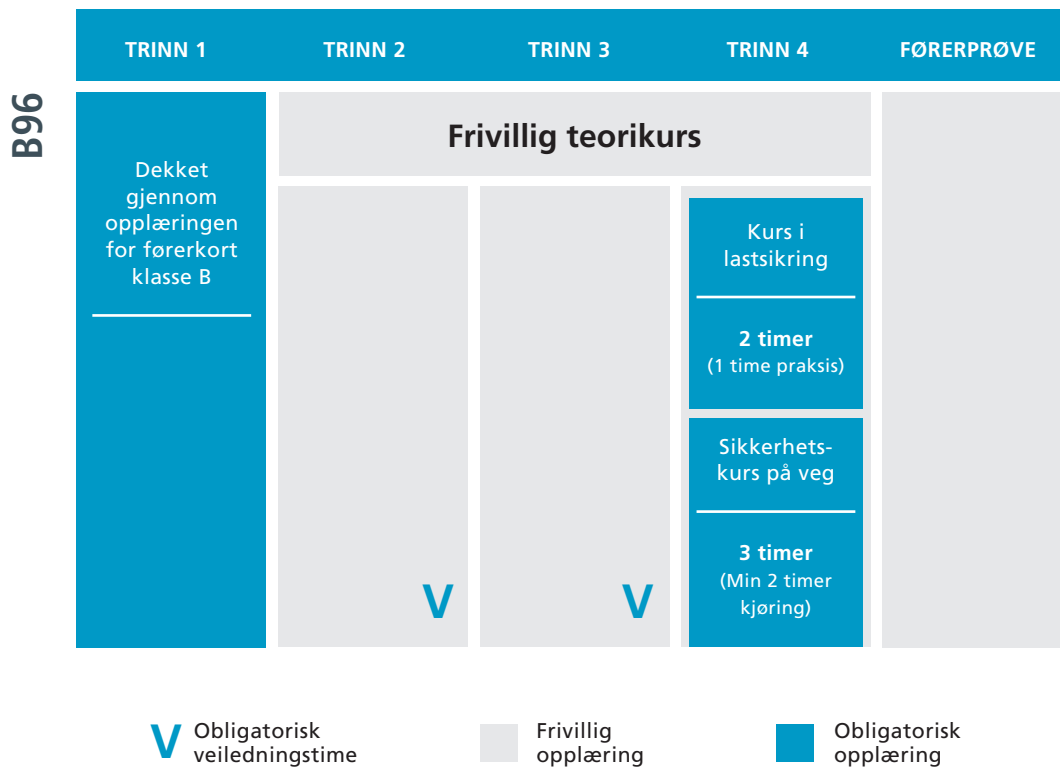 B96
TRINN 1
TRINN 2
TRINN 3
TRINN 4
FØRERPRØVE
Dekket
gjennom
opplæringen
for førerkort
klasse B
Frivillig teorikurs
V
V
Kurs i
lastsikring
2 timer
(1 time praksis)
Sikkerhets-
kurs på veg
3 timer
(Min 2 timer
kjøring)
V Obligatorisk
veiledningstime
Frivillig
opplæring
Obligatorisk
opplæring